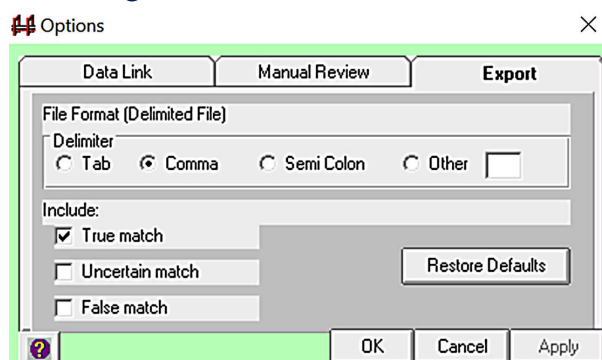 Options
Data Link Manual Review Export
File Format (Delimited File)
Delimiter
Tab Comma Semi Colon Other
Include:
True match
Uncertain match Restore Defaults
False match
? OK Cancel Apply